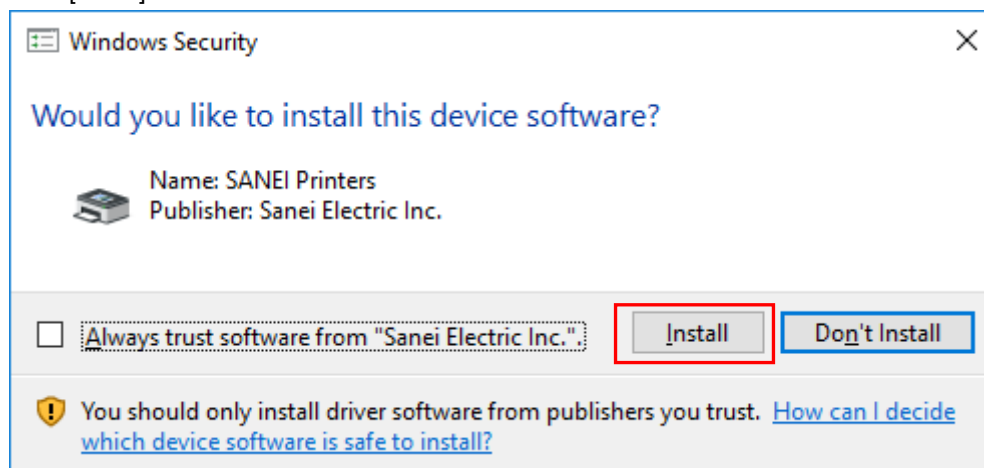 Windows Security
Would you like to install this device software?
Name: SANEI Printers
Publisher: Sanei Electric Inc.
Always trust software from "Sanei Electric Inc.".
Install
Don't Install
You should only install driver software from publishers you trust. How can I decide
which device software is safe to install?